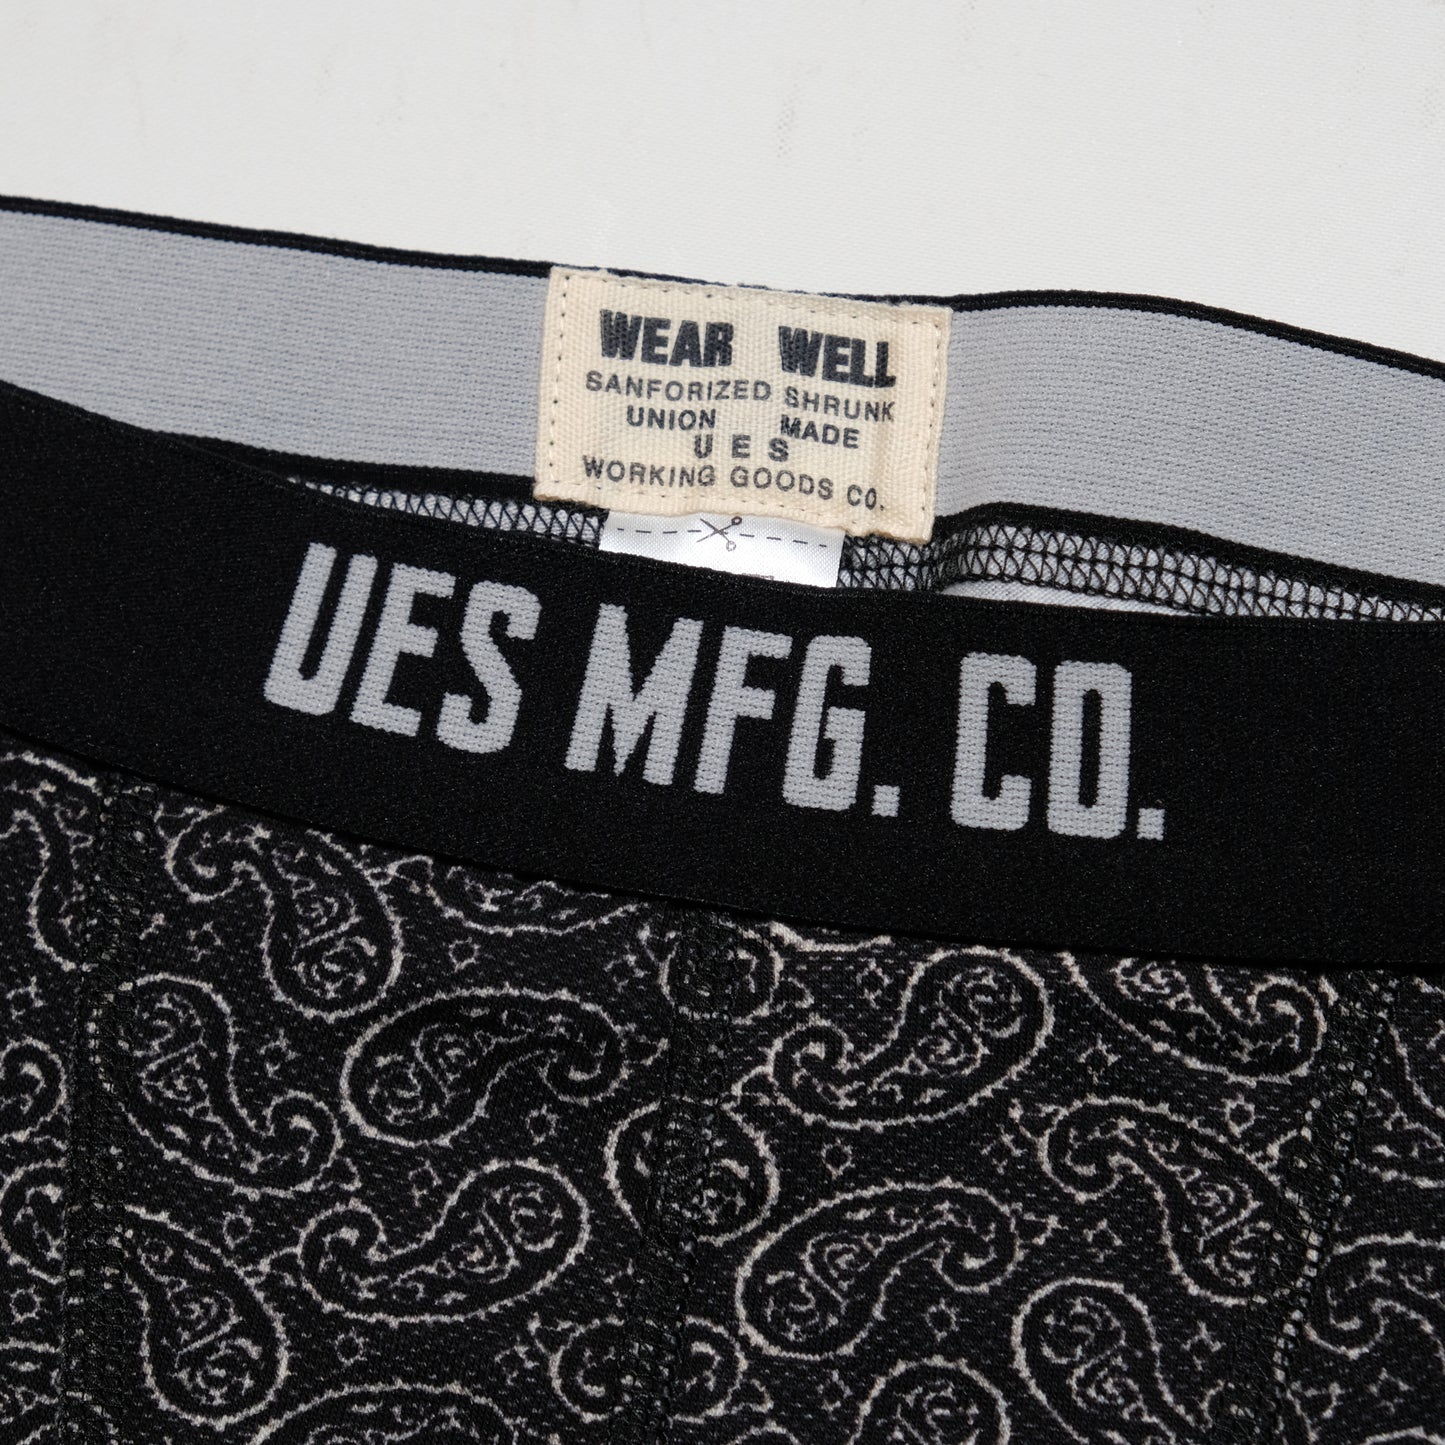 WEAR WELL
SANFORIZED SHRUNK
UNION MADE
UES
WORKING GOODS CO.
UES MFG. CO.